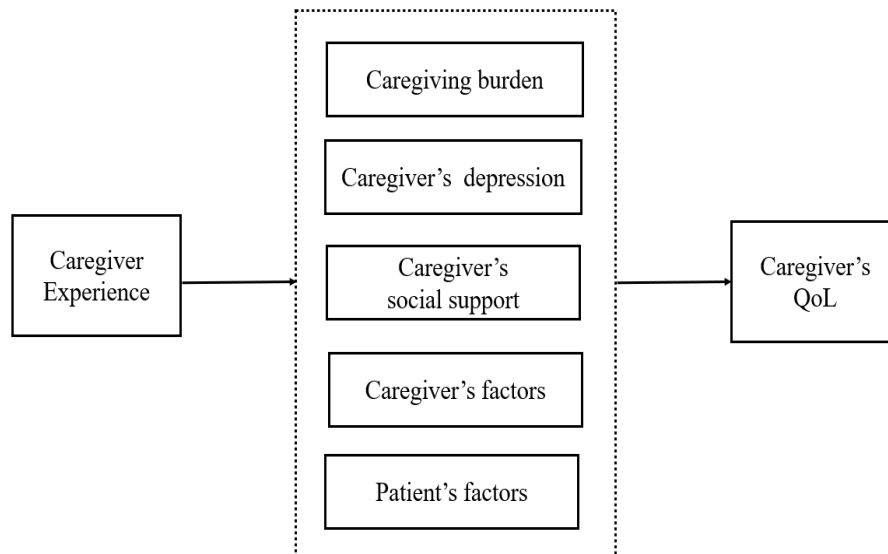 Caregiving burden
Caregiver’s depression
Caregiver
Experience
Caregiver’s
social support
Caregiver’s
QoL
Caregiver’s factors
Patient’s factors